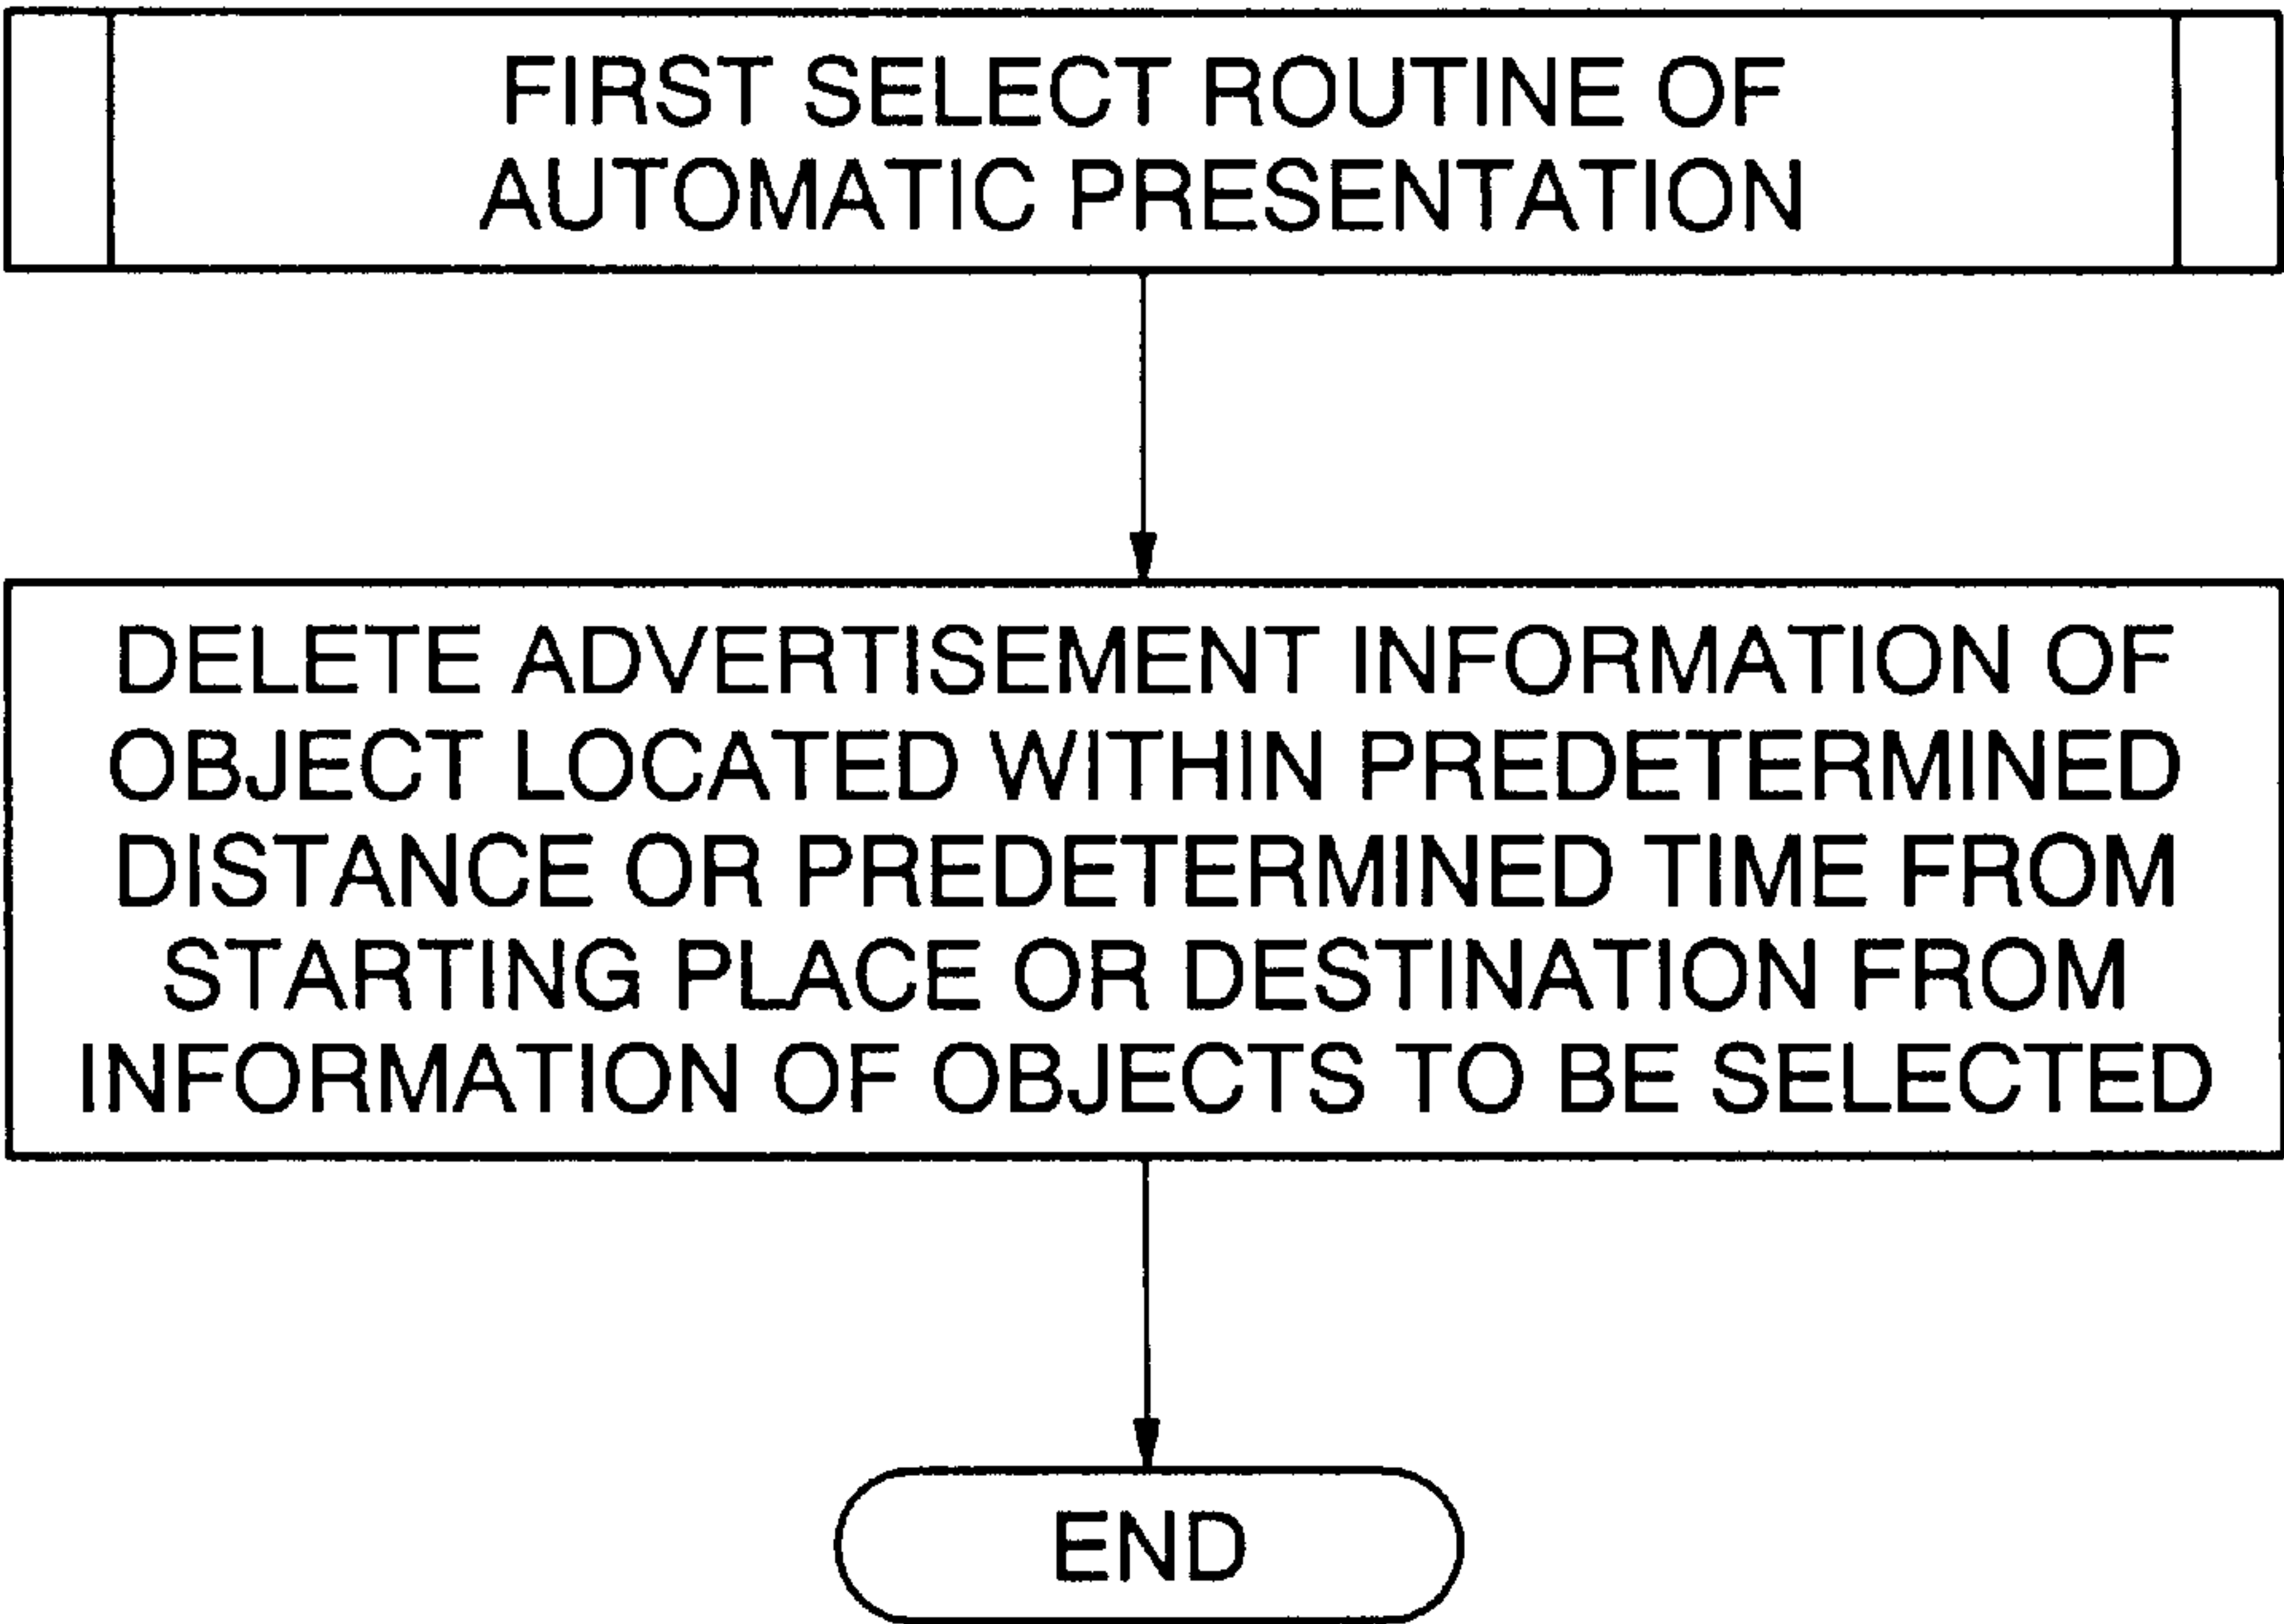 FIRST SELECT ROUTINE OF
AUTOMATIC PRESENTATION
DELETE ADVERTISEMENT INFORMATION OF
OBJECT LOCATED WITHIN PREDETERMINED
DISTANCE OR PREDETERMINED TIME FROM
STARTING PLACE OR DESTINATION FROM
INFORMATION OF OBJECTS TO BE SELECTED
END